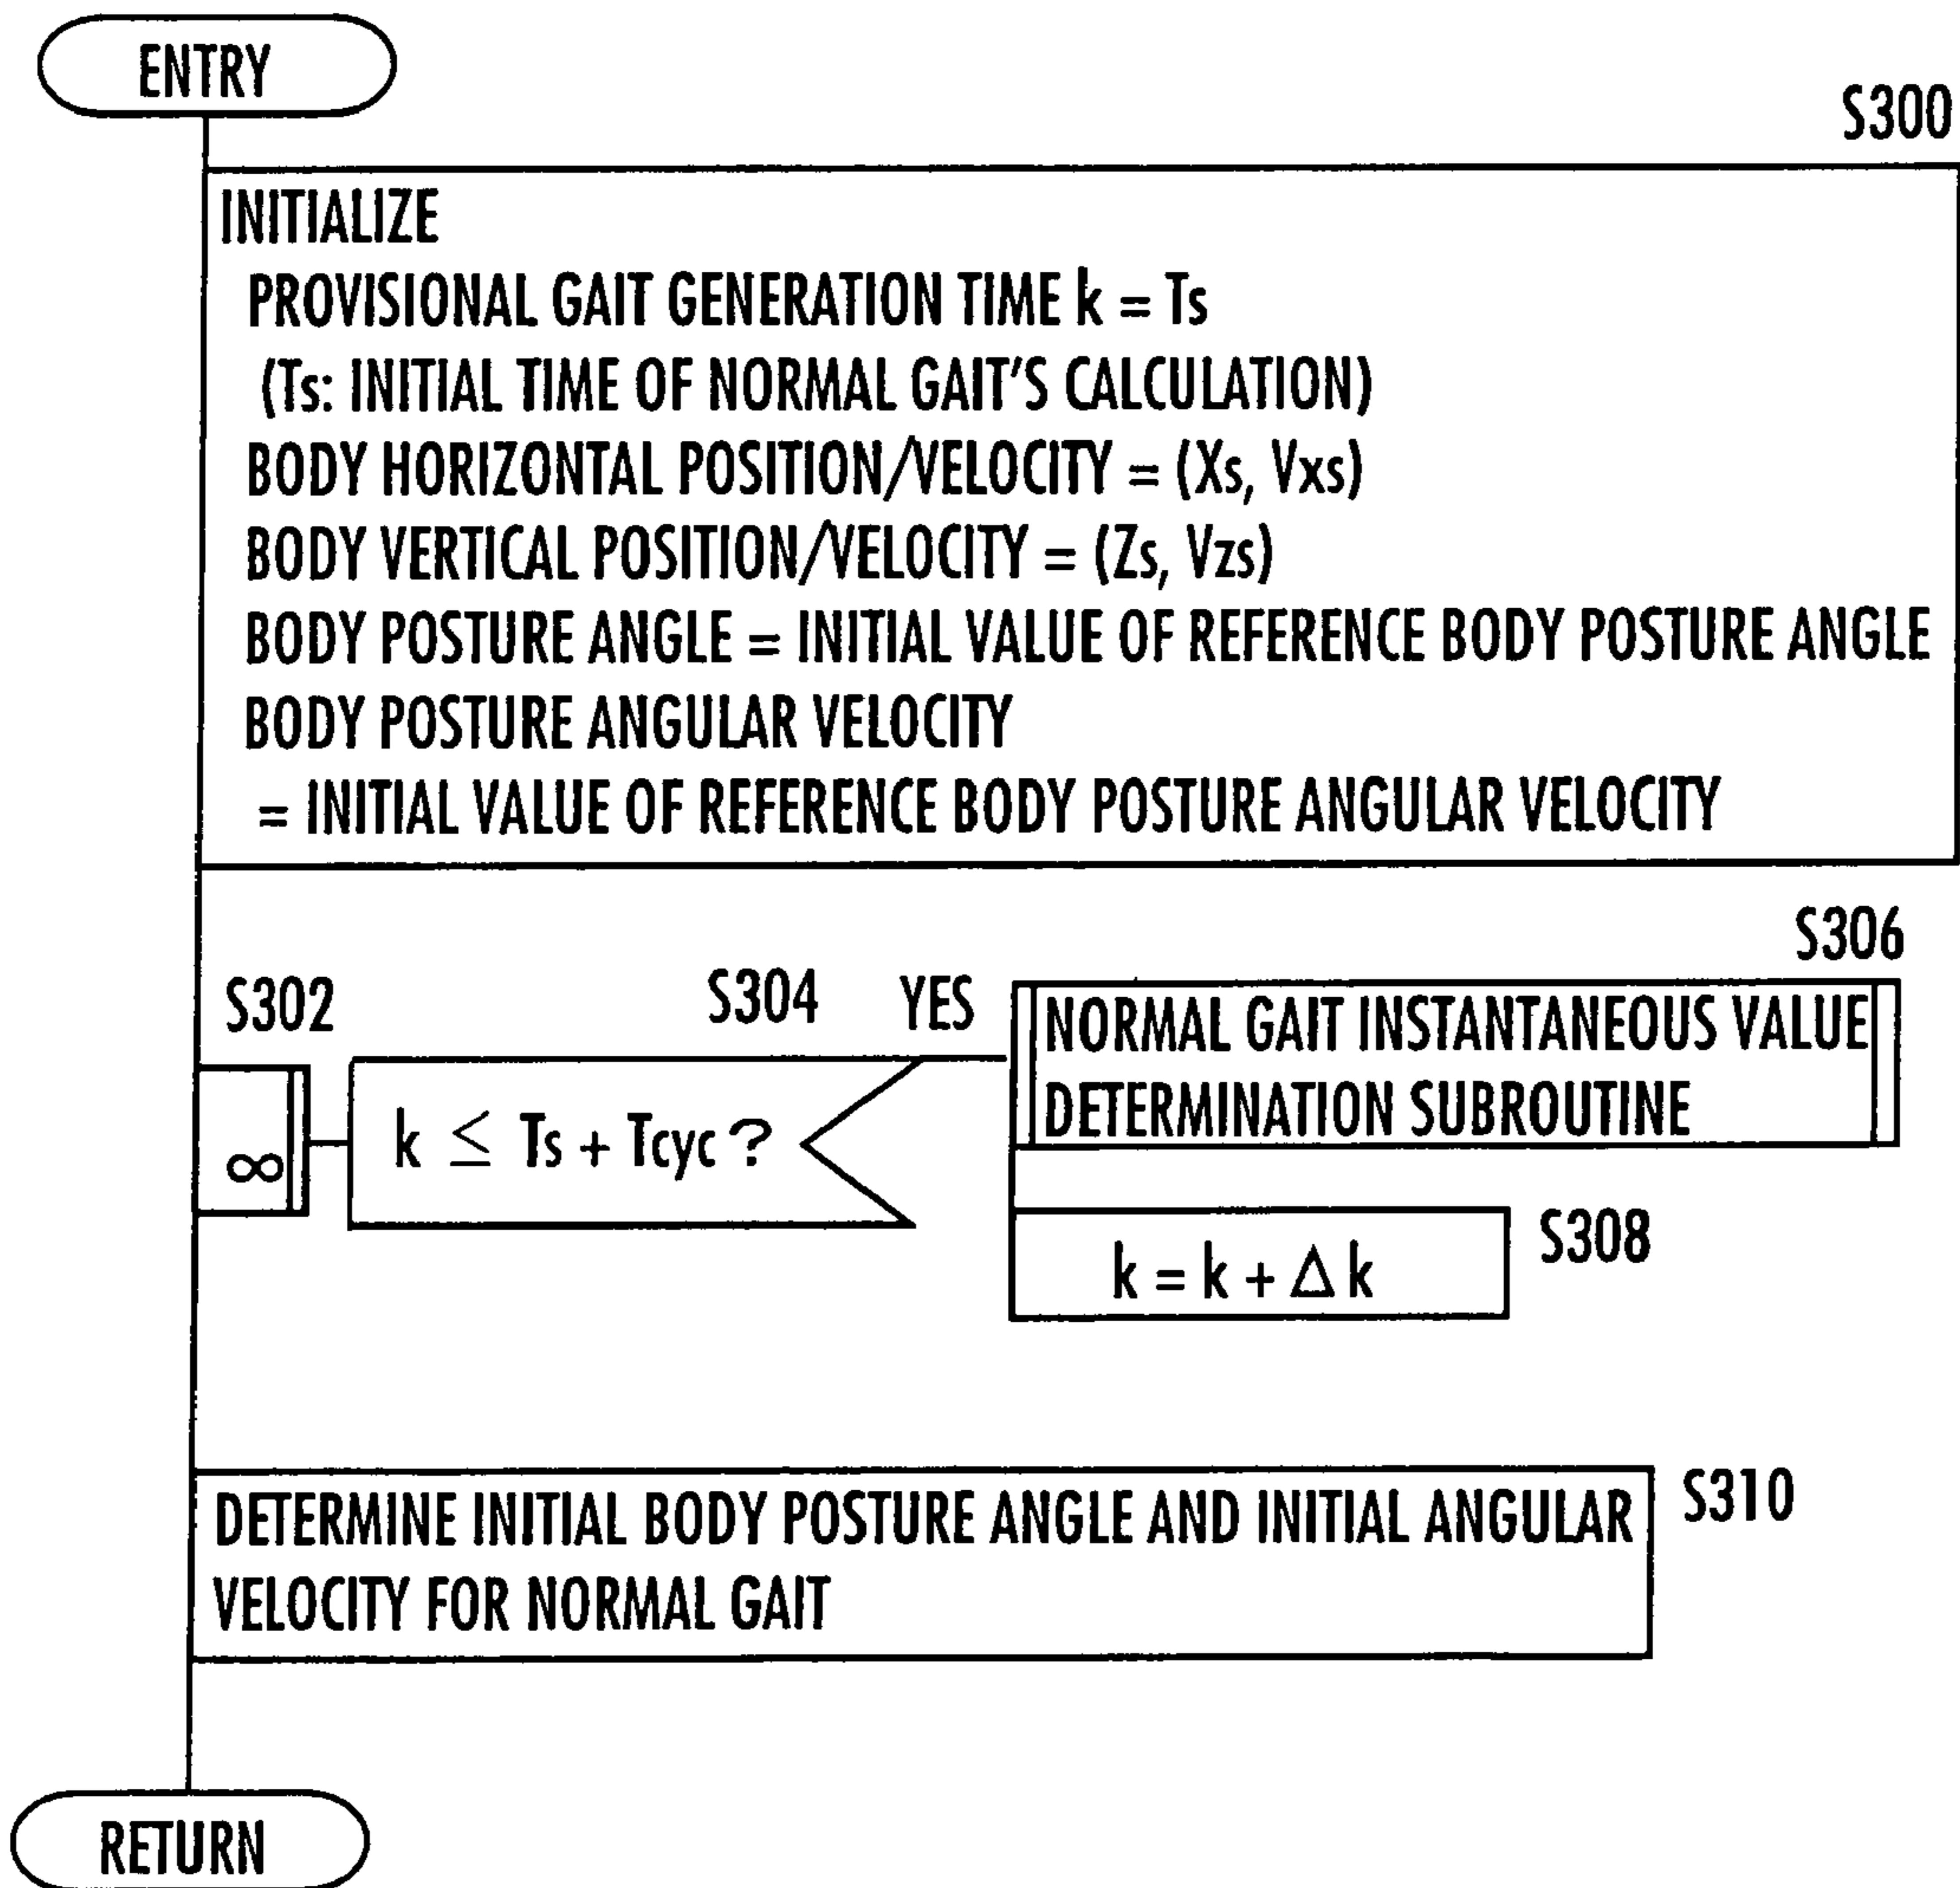 ENTRY
S300
INITIALIZE
PROVISIONAL GAIT GENERATION TIME k = Ts
(Ts: INITIAL TIME OF NORMAL GAIT'S CALCULATION)
BODY HORIZONTAL POSITION/VELOCITY = (Xs, Vxs)
BODY VERTICAL POSITION/VELOCITY = (Zs, Vzs)
BODY POSTURE ANGLE = INITIAL VALUE OF REFERENCE BODY POSTURE ANGLE
BODY POSTURE ANGULAR VELOCITY
= INITIAL VALUE OF REFERENCE BODY POSTURE ANGULAR VELOCITY
S302
∞
S304
k ≤ Ts + Tcyc ?
YES
S306
NORMAL GAIT INSTANTANEOUS VALUE
DETERMINATION SUBROUTINE
k = k + Δ k
S308
DETERMINE INITIAL BODY POSTURE ANGLE AND INITIAL ANGULAR
VELOCITY FOR NORMAL GAIT
S310
RETURN